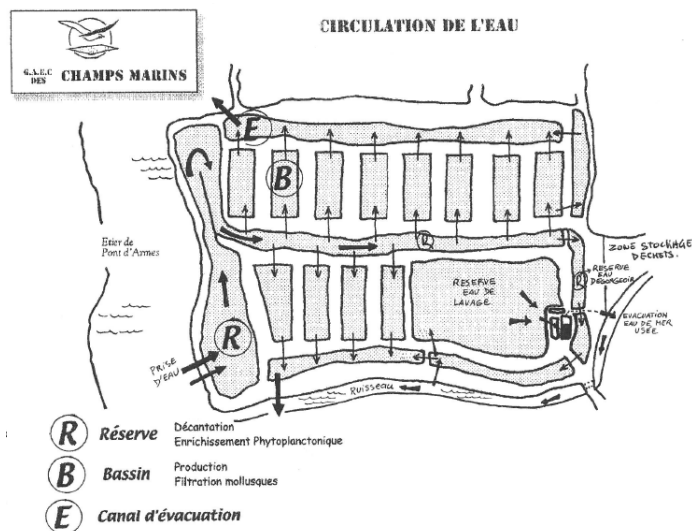 CIRCULATION DE L'EAU
G.A.E.C
DES
CHAMPS MARINS
E
B
R
Etier de
Pont d'Armes
ZONE STOCKAGE
DECHETS.
R
RESERVE
EAU
DEGORGEOIR
RESERVE
EAU DE
LAVAGE
EVACUATION
EAU DE MER
USÉE
R
PRISE
D'EAU
RUISSEAU
R Réserve
Décantation
Enrichissement Phytoplanctonique
B Bassin
Production
Filtration mollusques
E Canal d'évacuation